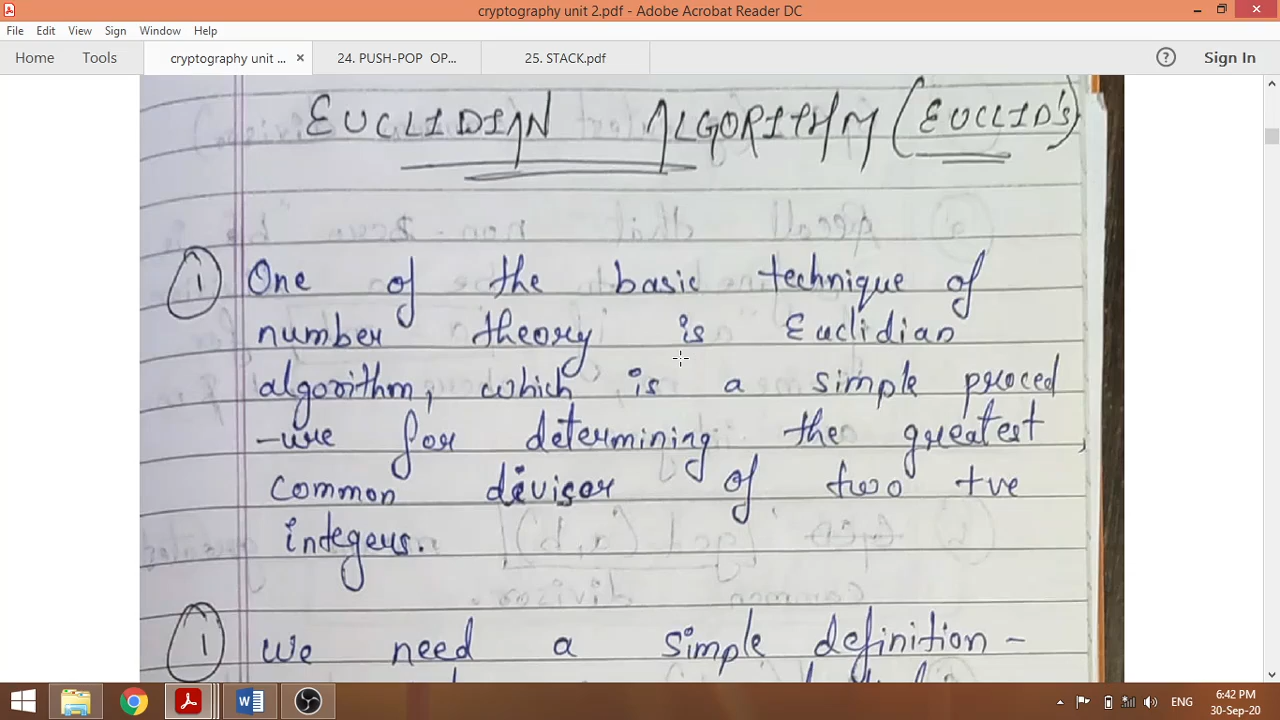 cryptography unit 2.pdf - Adobe Acrobat Reader DC
File Edit View Sign Window Help
Home Tools cryptography unit ... × 24. PUSH-POP OP... 25. STACK.pdf ? Sign In
EUCLIDIAN ALGORITHM (EUCLID'S)
1 One of the basic technique of
number theory is Euclidian
algorithm, which is a simple proced
-ure for determining the greatest
common devisor of two +ve
integers.
1 We need a simple definition -
ENG
6:42 PM
30-Sep-20